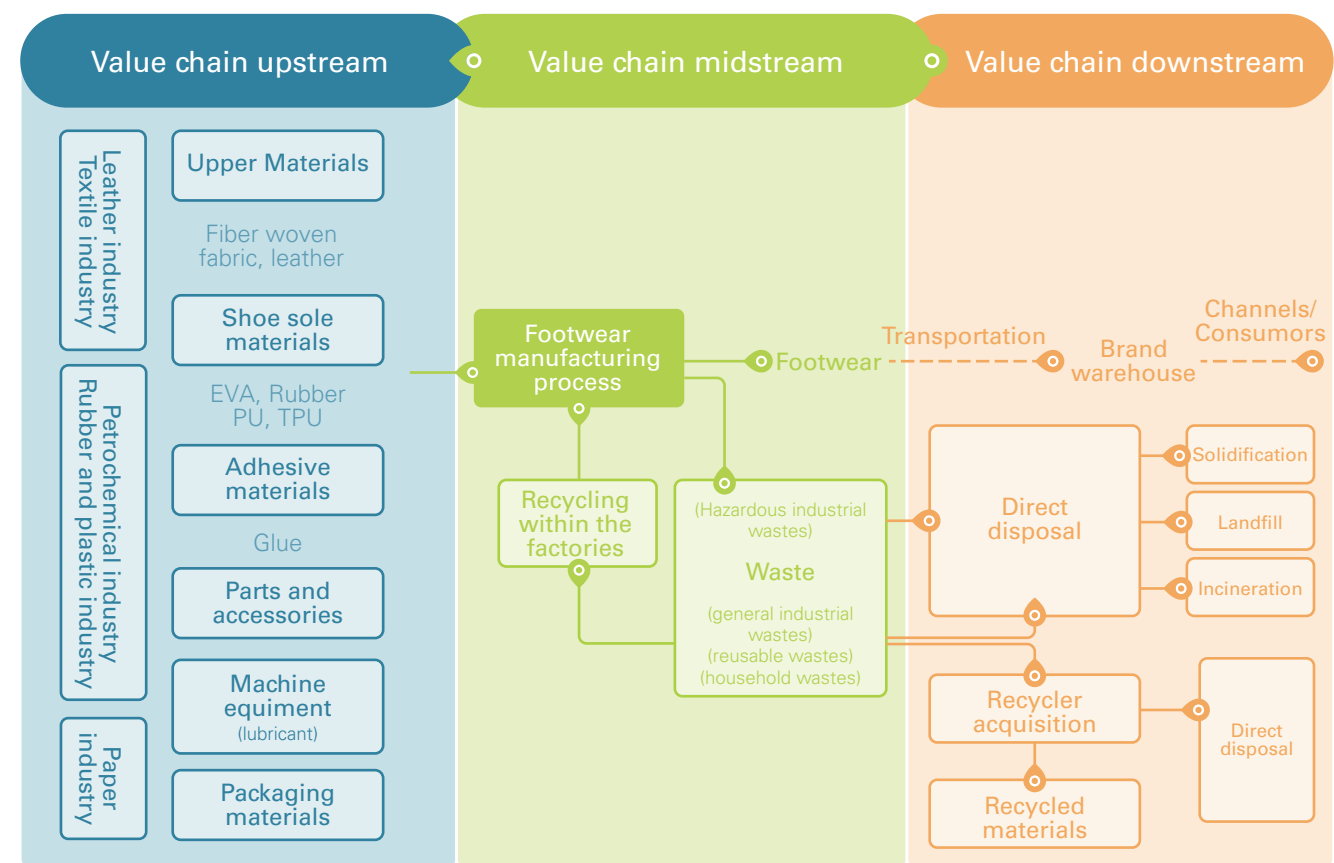 Value chain upstream
Value chain midstream
Value chain downstream
Leather industry
Textile industry
Petrochemical industry
Rubber and plastic industry
Paper
industry
Upper Materials
Fiber woven
fabric, leather
Shoe sole
materials
EVA, Rubber
PU, TPU
Adhesive
materials
Glue
Parts and
accessories
Machine
equiment
(lubricant)
Packaging
materials
Footwear
manufacturing
process
Footwear
Recycling
within the
factories
(Hazardous industrial
wastes)
Waste
(general industrial
wastes)
(reusable wastes)
(household wastes)
Transportation
Brand
warehouse
Channels/
Consumors
Direct
disposal
Solidification
Landfill
Incineration
Recycler
acquisition
Direct
disposal
Recycled
materials